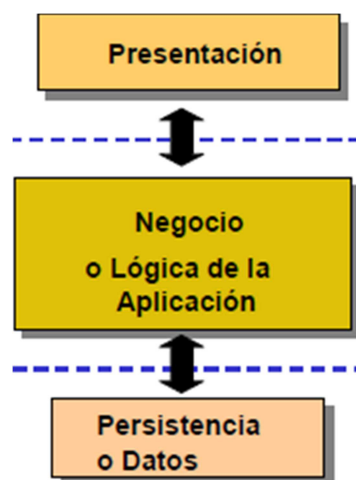 Presentación
Negocio
o Lógica de la
Aplicación
Persistencia
o Datos